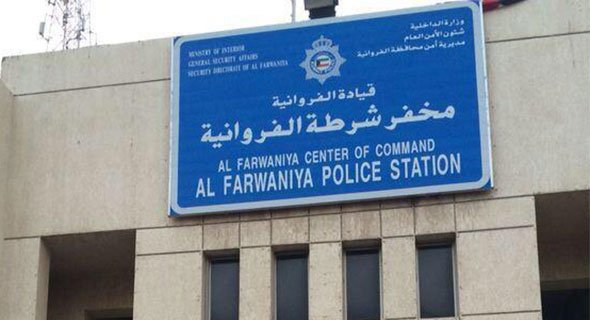 MINISTRY OF INTERIOR
GENERAL SECURITY AFFAIRS
SECURITY DIRECTORATE OF AL FARWANIYA
وزارة الداخلية
شئون الأمن العام
مديرية أمن محافظة الفروانية
قيادة الفروانية
مخفر شرطة الفروانية
AL FARWANIYA CENTER OF COMMAND
AL FARWANIYA POLICE STATION